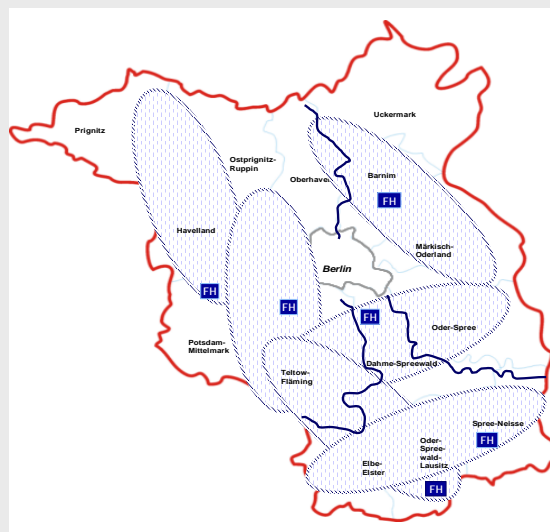 Uckermark
Prignitz
Ostprignitz-
Ruppin
Oberhave
Barnim
FH
Havelland
Märkisch-
Oderland
Berlin
FH
FH
FH
Oder-Spree
Potsdam-
Mittelmark
Dahme-Spreewald
Teltow-
Fläming
Spree-Neisse
FH
Oder-
Spree-
wald-
Lausitz
Elbe-
Elster
FH